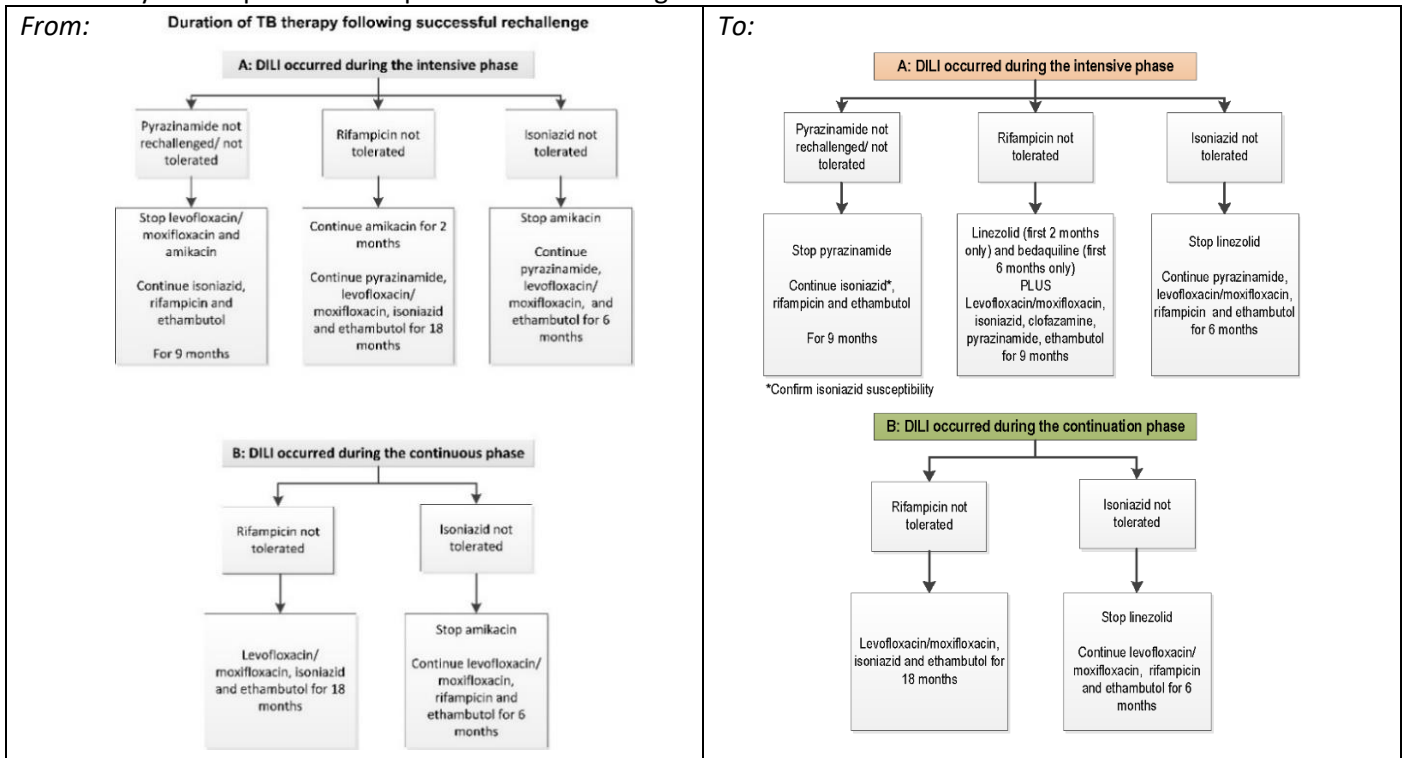 From:
Duration of TB therapy following successful rechallenge
A: DILI occurred during the intensive phase
Pyrazinamide not
rechallenged/ not
tolerated
Rifampicin not
tolerated
Isoniazid not
tolerated
Stop levofloxacin/
moxifloxacin and
amikacin
Continue isoniazid,
rifampicin and
ethambutol
For 9 months
Continue amikacin for 2
months
Continue pyrazinamide,
levofloxacin/
moxifloxacin, isoniazid
and ethambutol for 18
months
Stop amikacin
Continue
pyrazinamide,
levofloxacin/
moxifloxacin, and
ethambutol for 6
months
B: DILI occurred during the continuous phase
Rifampicin not
tolerated
Isoniazid not
tolerated
Levofloxacin/
moxifloxacin, isoniazid
and ethambutol for 18
months
Stop amikacin
Continue levofloxacin/
moxifloxacin,
rifampicin and
ethambutol for 6
months
To:
A: DILI occurred during the intensive phase
Pyrazinamide not
rechallenged/ not
tolerated
Rifampicin not
tolerated
Isoniazid not
tolerated
Stop pyrazinamide
Continue isoniazid*,
rifampicin and ethambutol
For 9 months
Linezolid (first 2 months
only) and bedaquiline (first
6 months only)
PLUS
Levofloxacin/moxifloxacin,
isoniazid, clofazamine,
pyrazinamide, ethambutol
for 9 months
Stop linezolid
Continue pyrazinamide,
levofloxacin/moxifloxacin,
rifampicin and ethambutol
for 6 months
*Confirm isoniazid susceptibility
B: DILI occurred during the continuation phase
Rifampicin not
tolerated
Isoniazid not
tolerated
Levofloxacin/moxifloxacin,
isoniazid and ethambutol for
18 months
Stop linezolid
Continue levofloxacin/
moxifloxacin, rifampicin
and ethambutol for 6
months